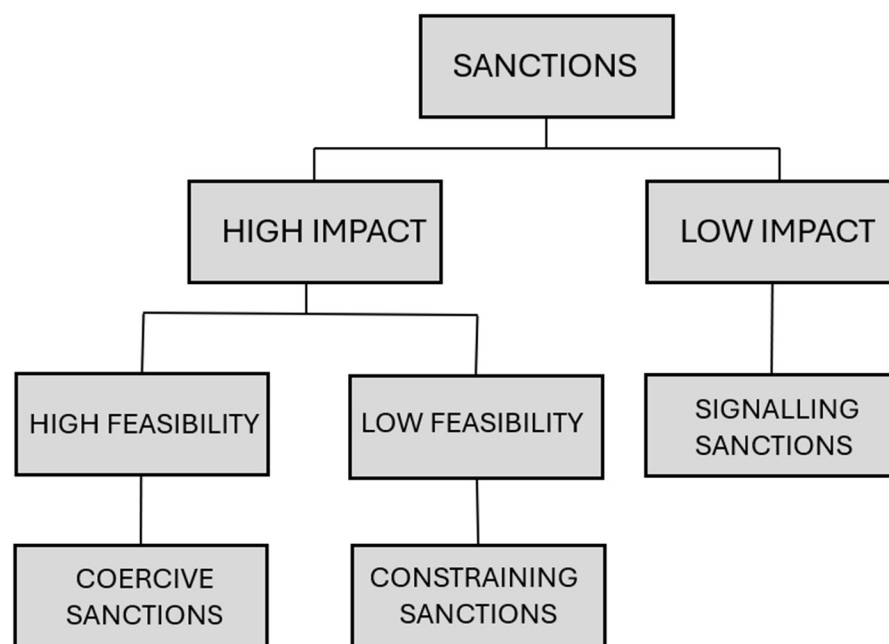 SANCTIONS
HIGH IMPACT
LOW IMPACT
HIGH FEASIBILITY
LOW FEASIBILITY
SIGNALLING
SANCTIONS
COERCIVE
SANCTIONS
CONSTRAINING
SANCTIONS